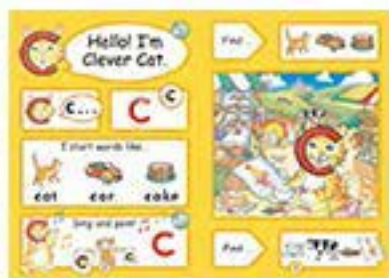 Hello! I'm
Clever Cat.
c...
C c
I start words like...
cat car cake
Sing and point
c
Find...
Find...